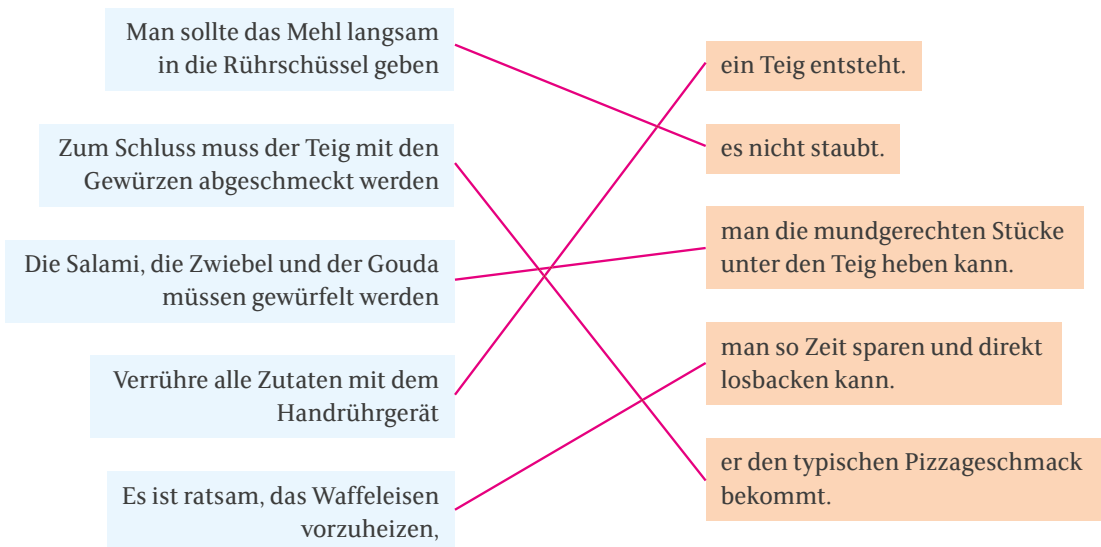 Man sollte das Mehl langsam
in die Rührschüssel geben
Zum Schluss muss der Teig mit den
Gewürzen abgeschmeckt werden
Die Salami, die Zwiebel und der Gouda
müssen gewürfelt werden
Verrühre alle Zutaten mit dem
Handrührgerät
Es ist ratsam, das Waffeleisen
vorzuheizen,
ein Teig entsteht.
es nicht staubt.
man die mundgerechten Stücke
unter den Teig heben kann.
man so Zeit sparen und direkt
losbacken kann.
er den typischen Pizzageschmack
bekommt.